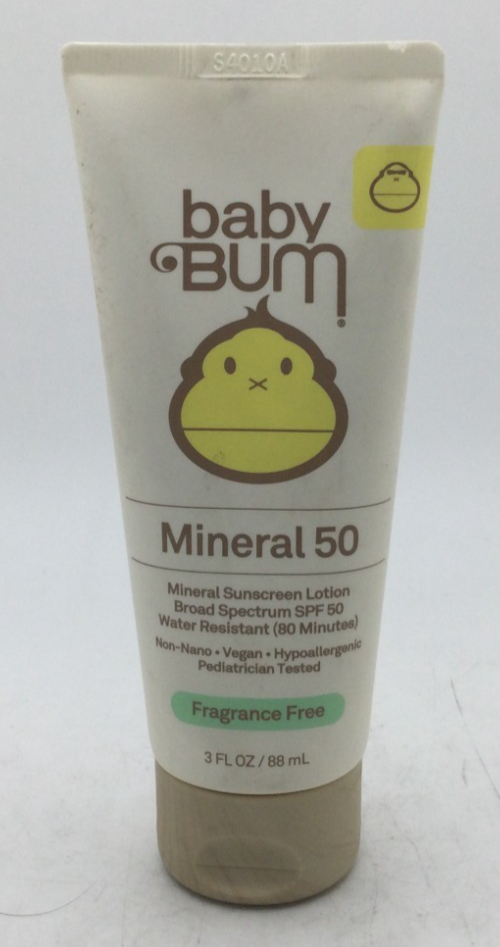 S4010A
baby
BUM®
Mineral 50
Mineral Sunscreen Lotion
Broad Spectrum SPF 50
Water Resistant (80 Minutes)
Non-Nano • Vegan • Hypoallergenic
Pediatrician Tested
Fragrance Free
3 FL OZ / 88 mL